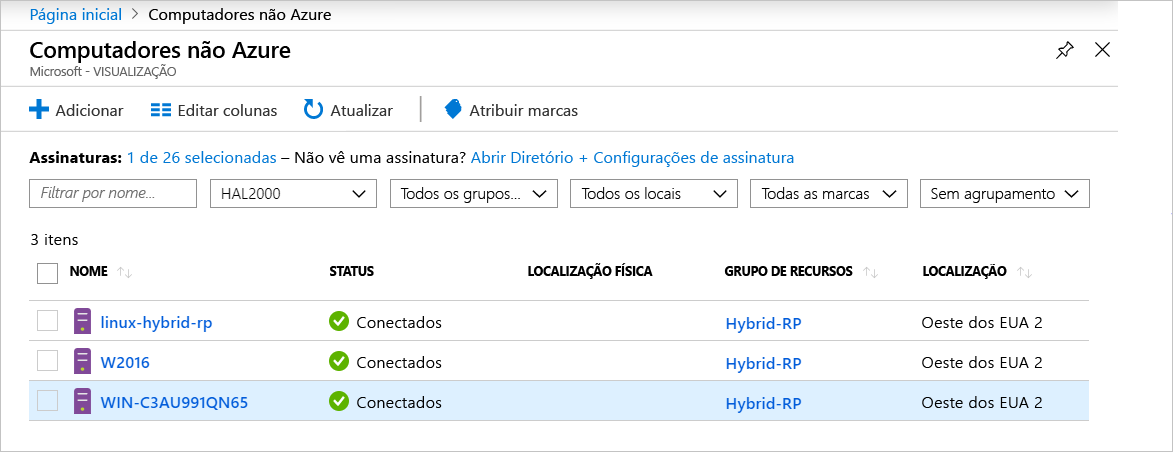 Página inicial > Computadores não Azure
Computadores não Azure
Microsoft - VISUALIZAÇÃO
Adicionar Editar colunas Atualizar Atribuir marcas
Assinaturas: 1 de 26 selecionadas – Não vê uma assinatura? Abrir Diretório + Configurações de assinatura
Filtrar por nome... HAL2000 Todos os grupos... Todos os locais Todas as marcas Sem agrupamento
3 itens
NOME STATUS LOCALIZAÇÃO FÍSICA GRUPO DE RECURSOS LOCALIZAÇÃO
linux-hybrid-rp Conectados Hybrid-RP Oeste dos EUA 2
W2016 Conectados Hybrid-RP Oeste dos EUA 2
WIN-C3AU991QN65 Conectados Hybrid-RP Oeste dos EUA 2